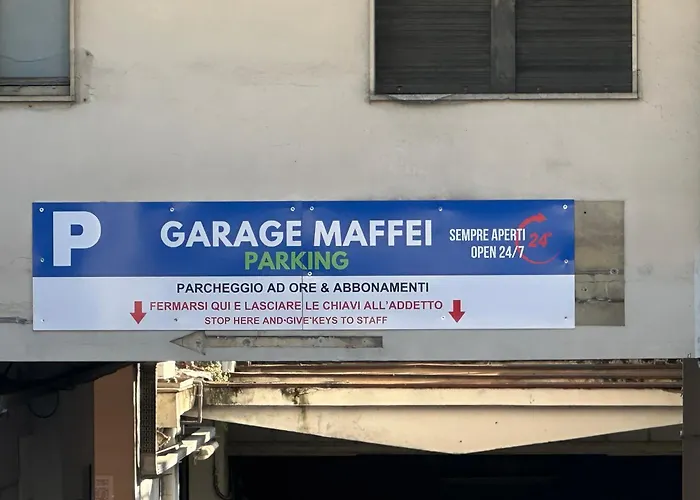 P
GARAGE MAFFEI
PARKING
SEMPRE APERTI
OPEN 24/7
24
PARCHEGGIO AD ORE & ABBONAMENTI
FERMARSI QUI E LASCIARE LE CHIAVI ALL'ADDETTO
STOP HERE AND GIVE KEYS TO STAFF